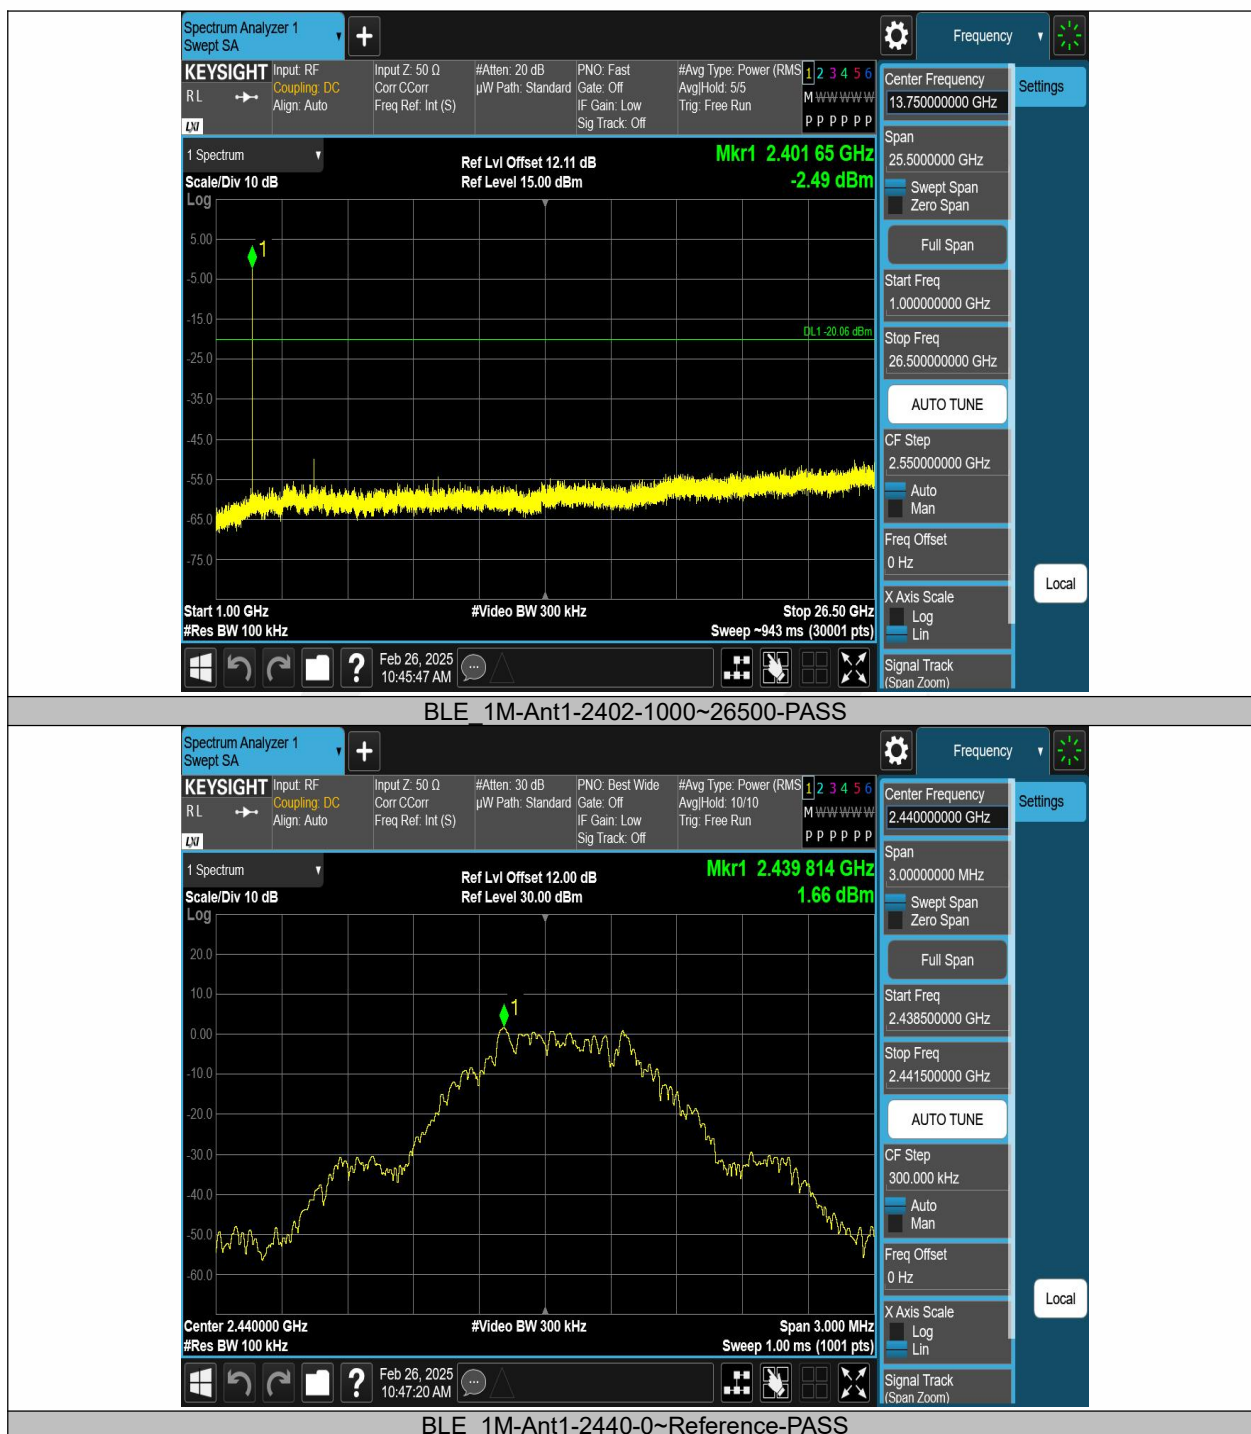 Spectrum Analyzer 1
Swept SA
Frequency
KEYSIGHT
RL
LXI
Input: RF
Coupling: DC
Align: Auto
Input Z: 50 Ω
Corr CCorr
Freq Ref: Int (S)
#Atten: 20 dB
µW Path: Standard
PNO: Fast
Gate: Off
IF Gain: Low
Sig Track: Off
#Avg Type: Power (RMS
Avg|Hold: 5/5
Trig: Free Run
1 2 3 4 5 6
M W W W W W
P P P P P P
1 Spectrum
Scale/Div 10 dB
Log
Ref Lvl Offset 12.11 dB
Ref Level 15.00 dBm
Mkr1 2.401 65 GHz
-2.49 dBm
1
5.00
-5.00
-15.0
-25.0
-35.0
-45.0
-55.0
-65.0
-75.0
DL1 -20.06 dBm
Start 1.00 GHz
#Res BW 100 kHz
#Video BW 300 kHz
Stop 26.50 GHz
Sweep ~943 ms (30001 pts)
Feb 26, 2025
10:45:47 AM
Center Frequency
13.750000000 GHz
Settings
Span
25.5000000 GHz
Swept Span
Zero Span
Full Span
Start Freq
1.000000000 GHz
Stop Freq
26.500000000 GHz
AUTO TUNE
CF Step
2.550000000 GHz
Auto
Man
Freq Offset
0 Hz
Local
X Axis Scale
Log
Lin
Signal Track
(Span Zoom)
BLE_1M-Ant1-2402-1000~26500-PASS
Spectrum Analyzer 1
Swept SA
Frequency
KEYSIGHT
RL
LXI
Input: RF
Coupling: DC
Align: Auto
Input Z: 50 Ω
Corr CCorr
Freq Ref: Int (S)
#Atten: 30 dB
µW Path: Standard
PNO: Best Wide
Gate: Off
IF Gain: Low
Sig Track: Off
#Avg Type: Power (RMS
Avg|Hold: 10/10
Trig: Free Run
1 2 3 4 5 6
M W W W W W
P P P P P P
1 Spectrum
Scale/Div 10 dB
Log
Ref Lvl Offset 12.00 dB
Ref Level 30.00 dBm
Mkr1 2.439 814 GHz
1.66 dBm
1
20.0
10.0
0.00
-10.0
-20.0
-30.0
-40.0
-50.0
-60.0
Center 2.440000 GHz
#Res BW 100 kHz
#Video BW 300 kHz
Span 3.000 MHz
Sweep 1.00 ms (1001 pts)
Feb 26, 2025
10:47:20 AM
Center Frequency
2.440000000 GHz
Settings
Span
3.00000000 MHz
Swept Span
Zero Span
Full Span
Start Freq
2.438500000 GHz
Stop Freq
2.441500000 GHz
AUTO TUNE
CF Step
300.000 kHz
Auto
Man
Freq Offset
0 Hz
Local
X Axis Scale
Log
Lin
Signal Track
(Span Zoom)
BLE_1M-Ant1-2440-0~Reference-PASS